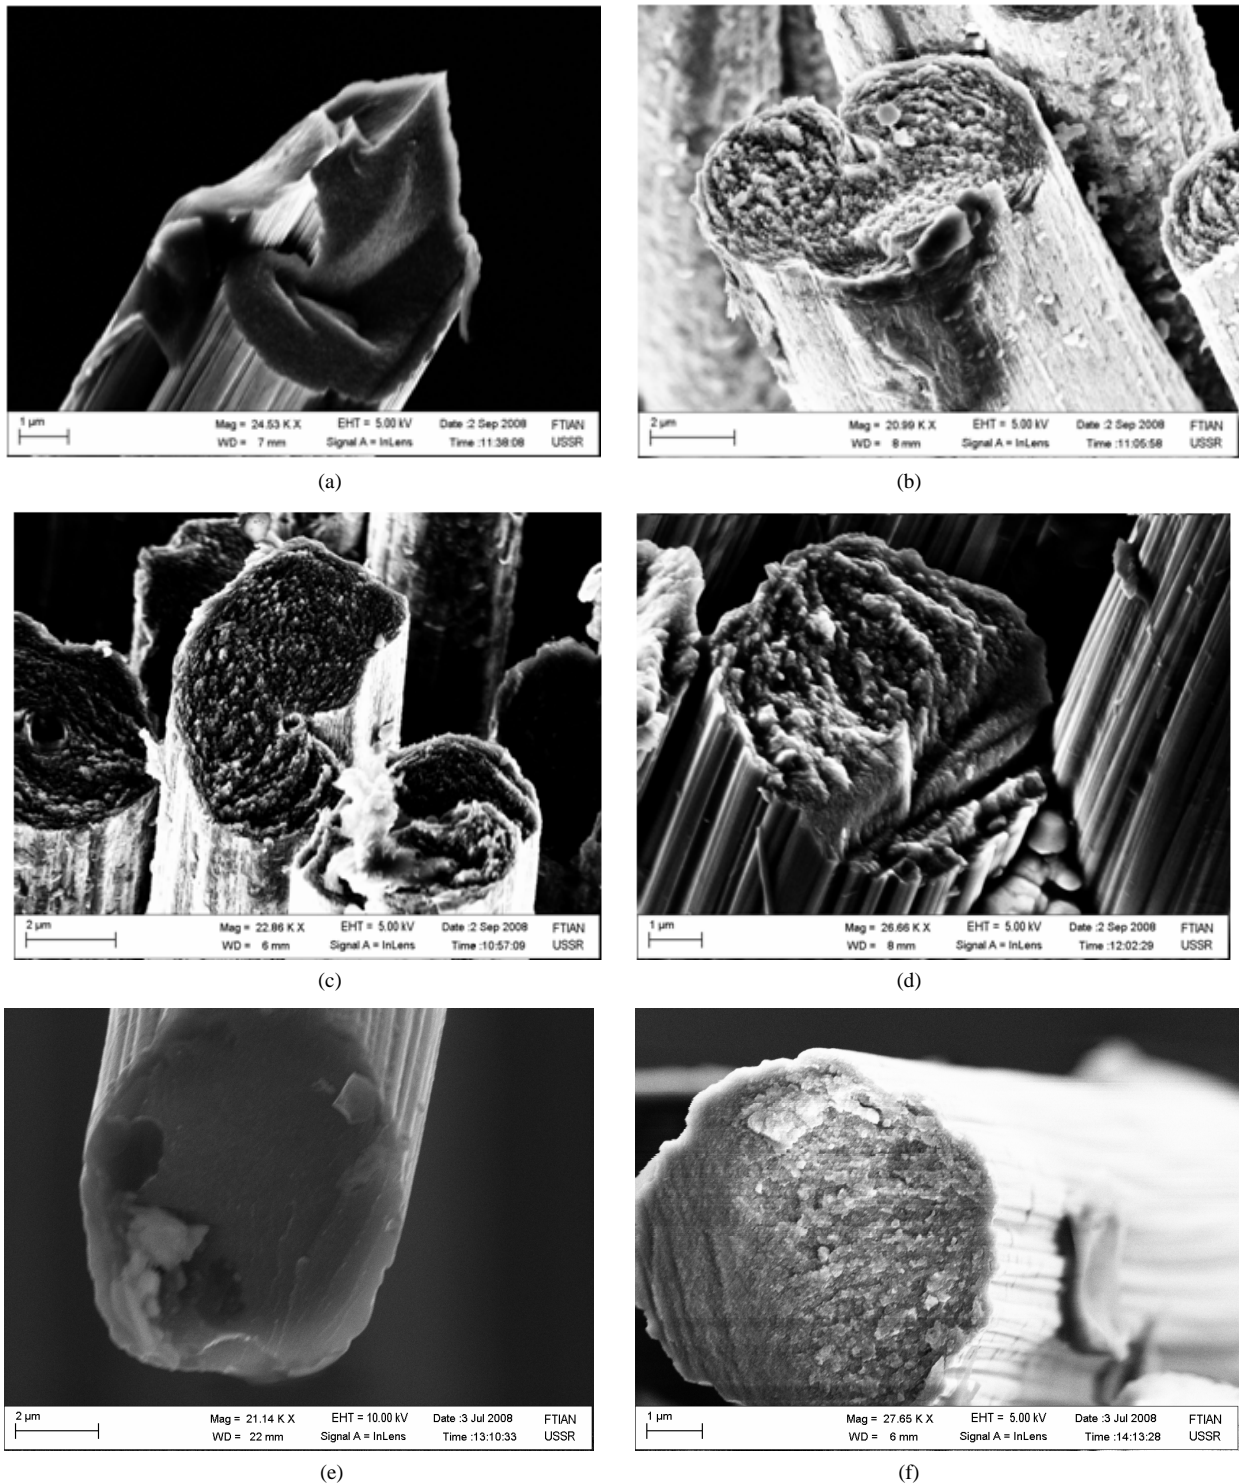 1 µm Mag = 24.53 K X EHT = 5.00 kV Date :2 Sep 2008 FTIAN
WD = 7 mm Signal A = InLens Time :11:38:08 USSR
(a)
2 µm Mag = 20.99 K X EHT = 5.00 kV Date :2 Sep 2008 FTIAN
WD = 8 mm Signal A = InLens Time :11:05:58 USSR
(b)
2 µm Mag = 22.86 K X EHT = 5.00 kV Date :2 Sep 2008 FTIAN
WD = 6 mm Signal A = InLens Time :10:57:09 USSR
(c)
1 µm Mag = 26.66 K X EHT = 5.00 kV Date :2 Sep 2008 FTIAN
WD = 8 mm Signal A = InLens Time :12:02:29 USSR
(d)
2 µm Mag = 21.14 K X EHT = 10.00 kV Date :3 Jul 2008 FTIAN
WD = 22 mm Signal A = InLens Time :13:10:33 USSR
(e)
1 µm Mag = 27.65 K X EHT = 5.00 kV Date :3 Jul 2008 FTIAN
WD = 6 mm Signal A = InLens Time :14:13:28 USSR
(f)